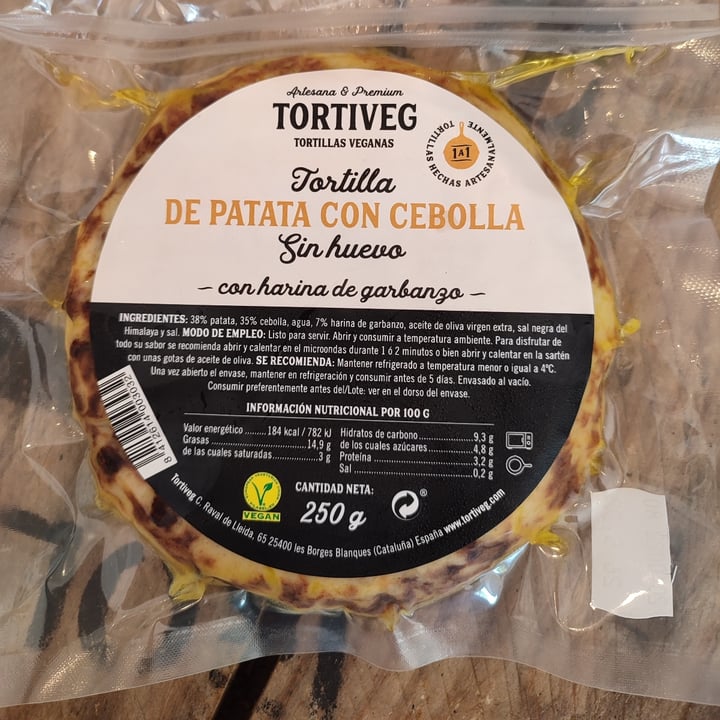 Artesana & Premium
TORTIVEG
TORTILLAS VEGANAS
TORTILLAS HECHAS ARTESANALMENTE
1A1
Tortilla
DE PATATA CON CEBOLLA
Sin huevo
– con harina de garbanzo –
INGREDIENTES: 38% patata, 35% cebolla, agua, 7% harina de garbanzo, aceite de oliva virgen extra, sal negra del
Himalaya y sal. MODO DE EMPLEO: Listo para servir. Abrir y consumir a temperatura ambiente. Para disfrutar de
todo su sabor se recomienda abrir y calentar en el microondas durante 1 ó 2 minutos o bien abrir y calentar en la sartén
con unas gotas de aceite de oliva. SE RECOMIENDA: Mantener refrigerado a temperatura menor o igual a 4ºC.
Una vez abierto el envase, mantener en refrigeración y consumir antes de 5 días. Envasado al vacío.
Consumir preferentemente antes del/Lote: ver en el dorso del envase.
INFORMACIÓN NUTRICIONAL POR 100 G
Valor energético ........ 184 kcal / 782 kJ
Grasas ........ 14,9 g
de las cuales saturadas ........ 3 g
Hidratos de carbono ........ 9,3 g
de los cuales azúcares ........ 4,8 g
Proteína ........ 3,2 g
Sal ........ 0,2 g
VEGAN
CANTIDAD NETA:
250 g
®
Tortiveg C. Raval de Lleida, 65 25400 les Borges Blanques (Cataluña) España www.tortiveg.com